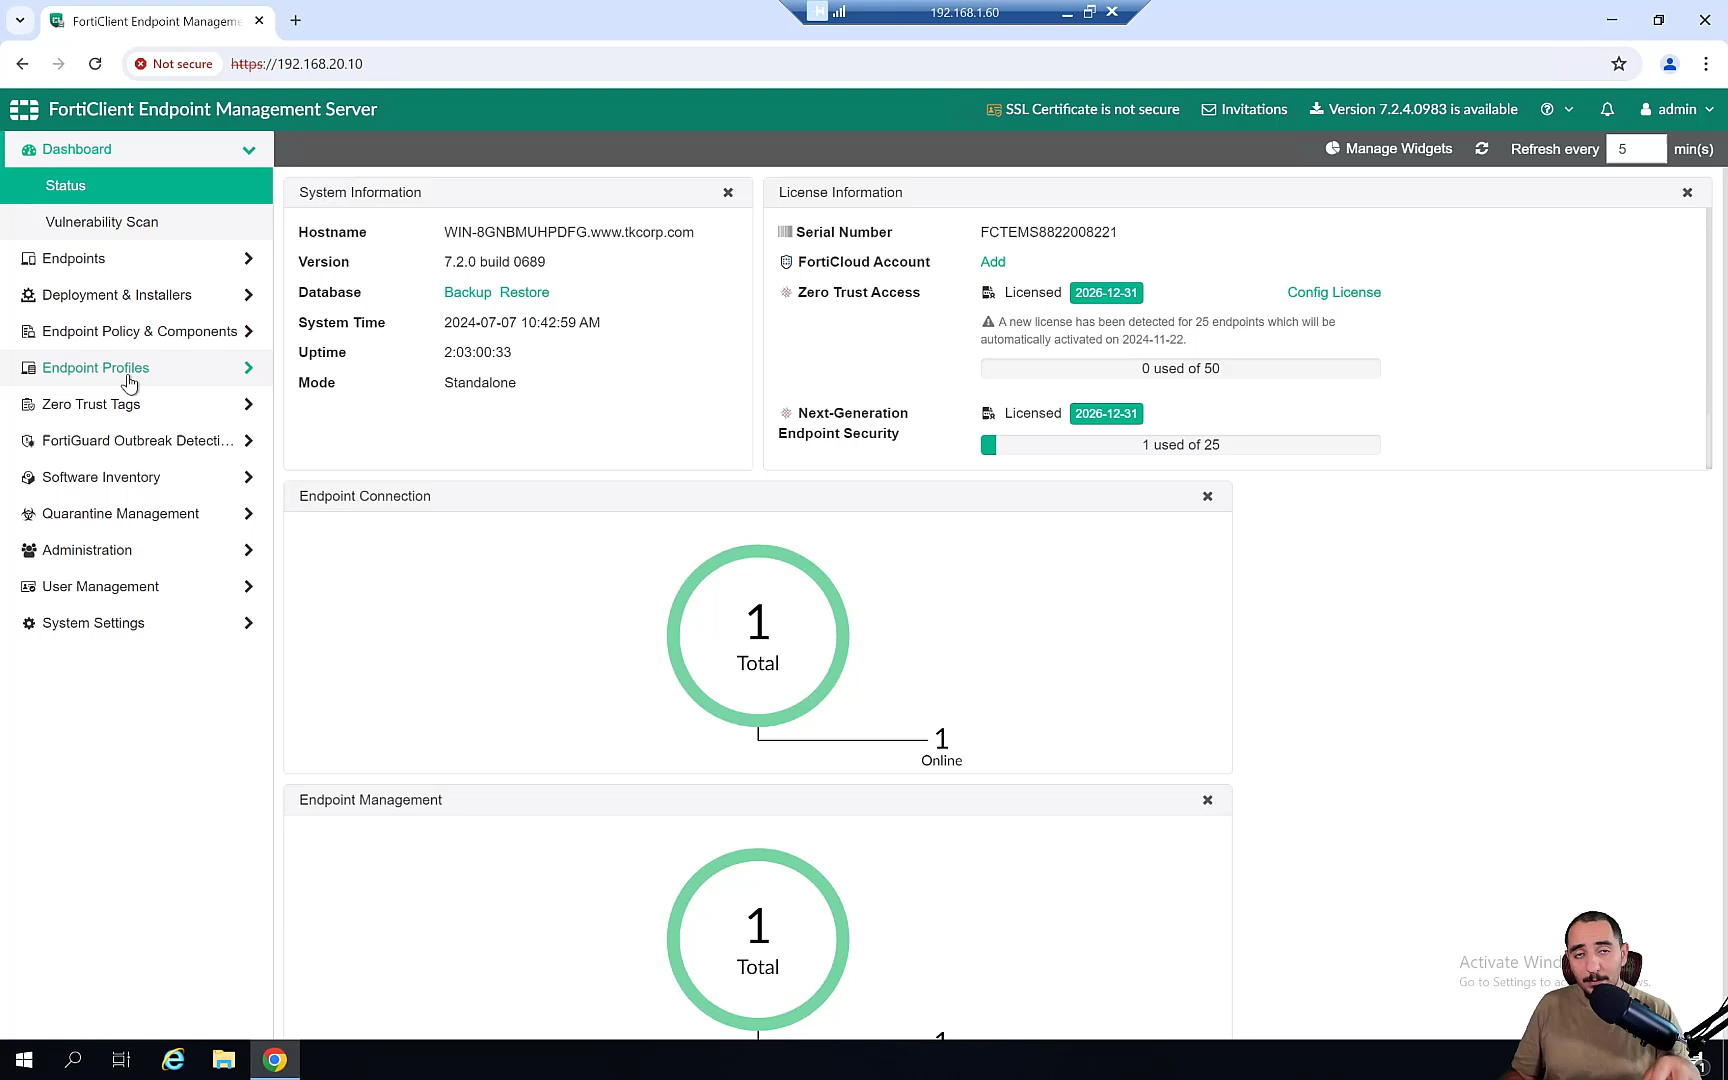 FortiClient Endpoint Manageme
192.168.1.60
Not secure
https://192.168.20.10
FortiClient Endpoint Management Server
SSL Certificate is not secure
Invitations
Version 7.2.4.0983 is available
admin
Manage Widgets
Refresh every 5 min(s)
Dashboard
Status
Vulnerability Scan
Endpoints
Deployment & Installers
Endpoint Policy & Components
Endpoint Profiles
Zero Trust Tags
FortiGuard Outbreak Detecti...
Software Inventory
Quarantine Management
Administration
User Management
System Settings
System Information
Hostname WIN-8GNBMUHPDFG.www.tkcorp.com
Version 7.2.0 build 0689
Database Backup Restore
System Time 2024-07-07 10:42:59 AM
Uptime 2:03:00:33
Mode Standalone
License Information
Serial Number FCTEMS8822008221
FortiCloud Account Add
Zero Trust Access Licensed 2026-12-31 Config License
A new license has been detected for 25 endpoints which will be
automatically activated on 2024-11-22.
0 used of 50
Next-Generation Licensed 2026-12-31
Endpoint Security
1 used of 25
Endpoint Connection
1
Total
1
Online
Endpoint Management
1
Total
Activate
Go to Settings to